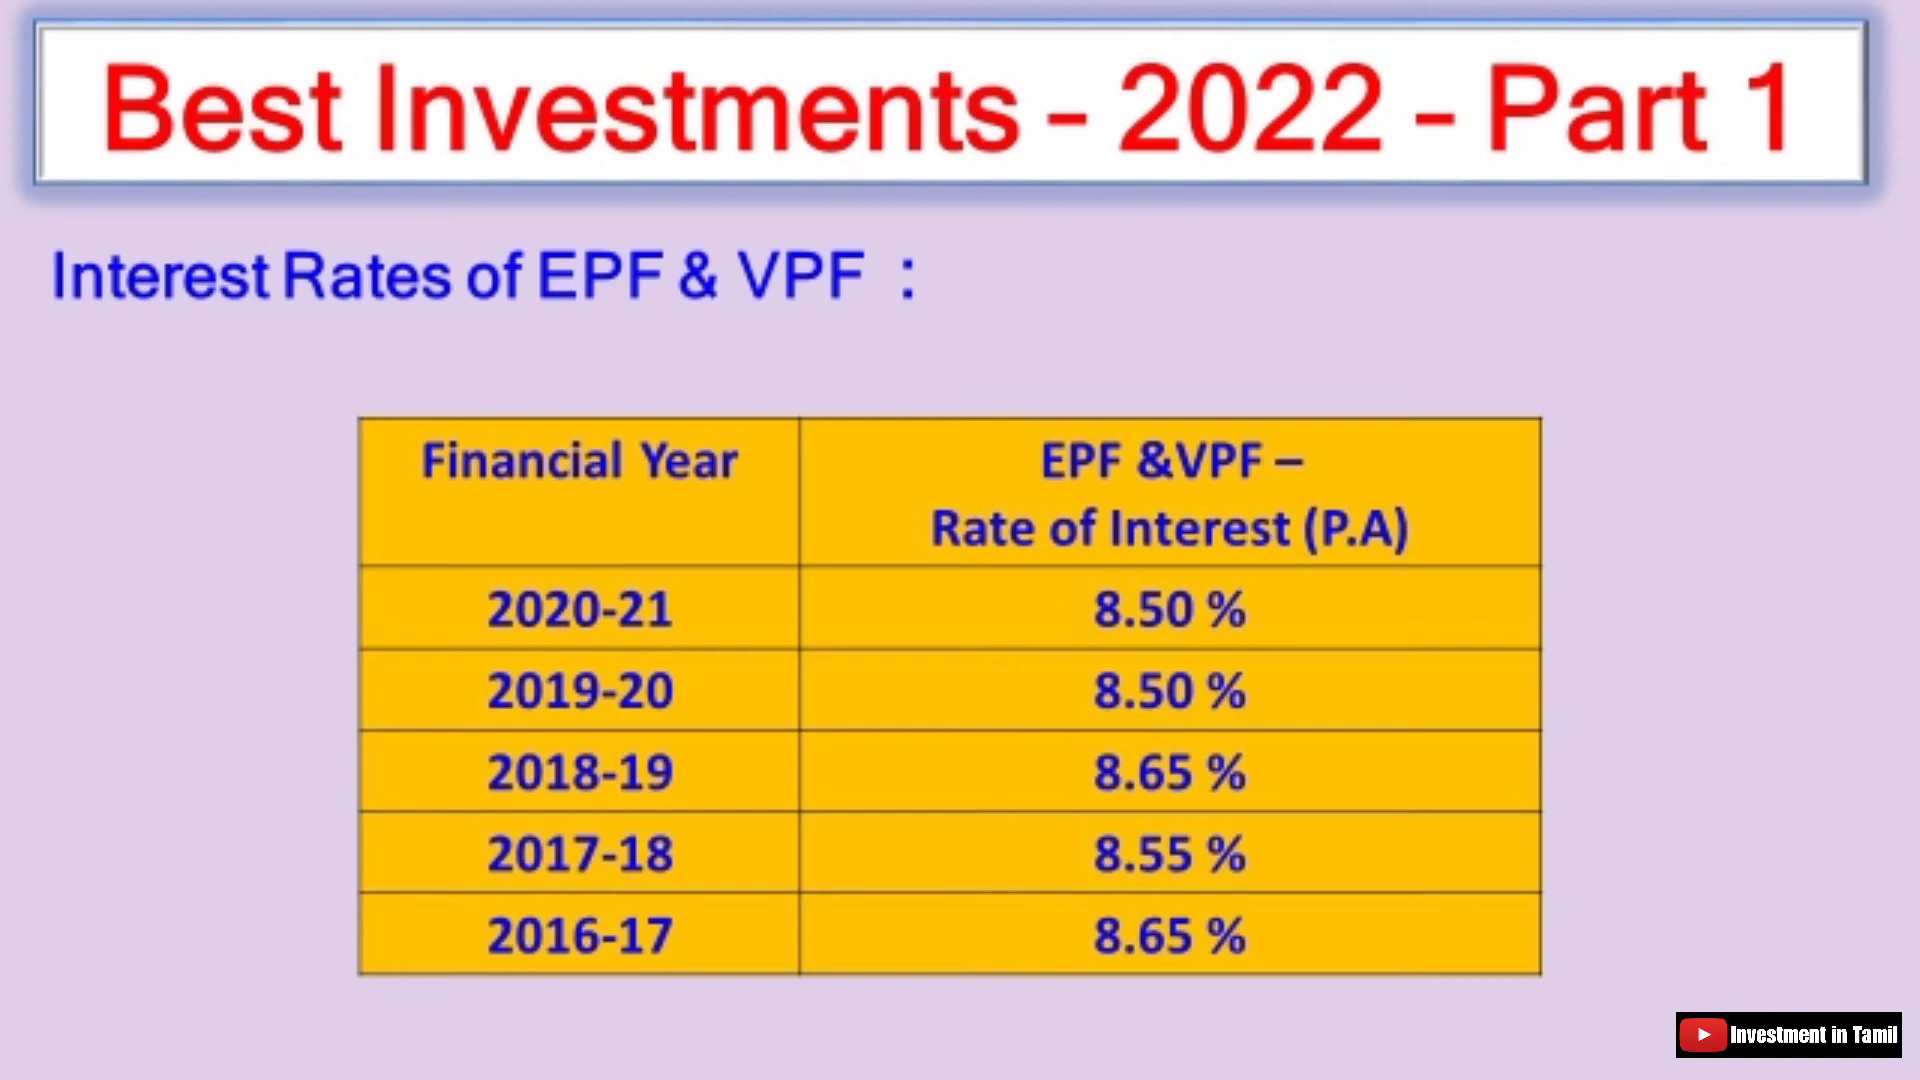 Best Investments - 2022 - Part 1
Interest Rates of EPF & VPF :
Financial Year
EPF &VPF –
Rate of Interest (P.A)
2020-21 8.50 %
2019-20 8.50 %
2018-19 8.65 %
2017-18 8.55 %
2016-17 8.65 %
Investment in Tamil